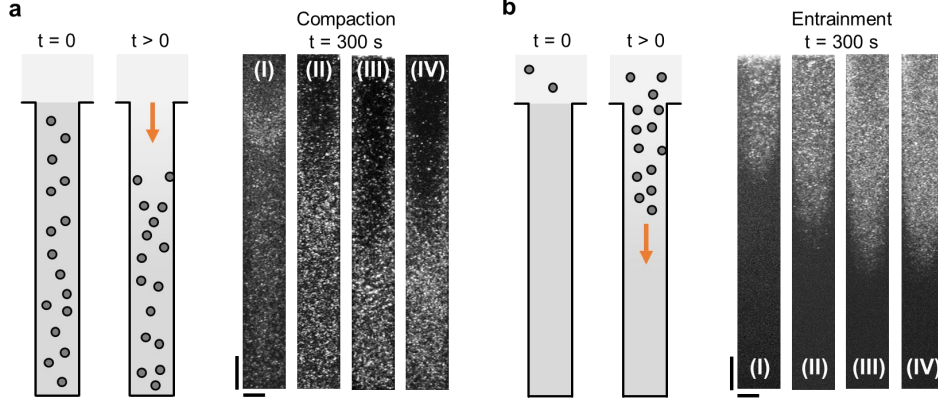 a
Compaction
t = 0
t > 0
t = 300 s
(I)
(II)
(III)
(IV)
b
Entrainment
t = 0
t > 0
t = 300 s
(I)
(II)
(III)
(IV)